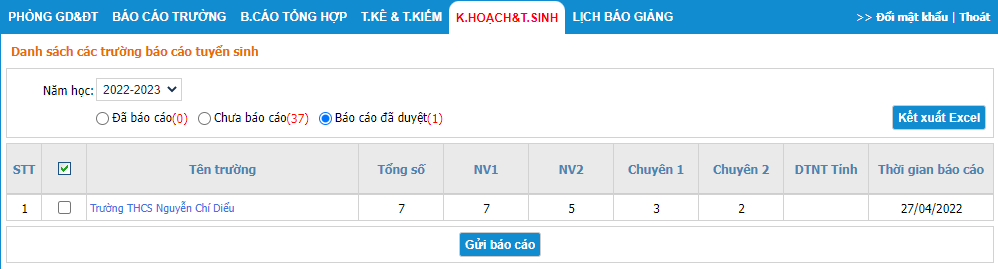 PHÒNG GD&ĐT BÁO CÁO TRƯỜNG B.CÁO TỔNG HỢP T.KÊ & T.KIẾM K.HOẠCH&T.SINH LỊCH BÁO GIẢNG >> Đổi mật khẩu | Thoát
Danh sách các trường báo cáo tuyển sinh
Năm học: 2022-2023
Đã báo cáo(0) Chưa báo cáo(37) Báo cáo đã duyệt(1) Kết xuất Excel
STT Tên trường Tổng số NV1 NV2 Chuyên 1 Chuyên 2 DTNT Tỉnh Thời gian báo cáo
1 Trường THCS Nguyễn Chí Diểu 7 7 5 3 2 27/04/2022
Gửi báo cáo